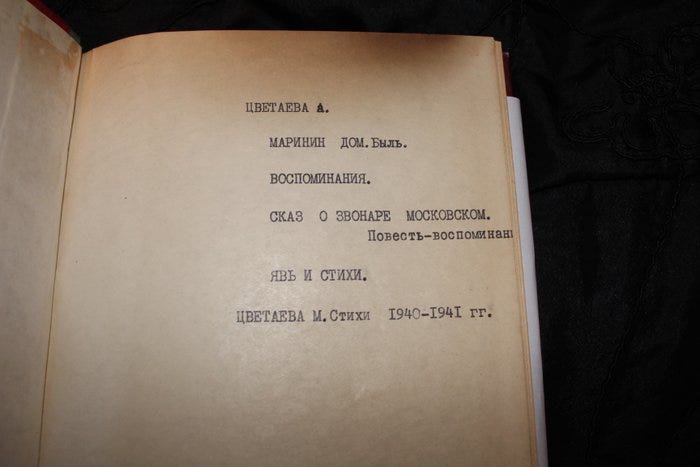 ЦВЕТАЕВА А.
МАРИНИН ДОМ. Быль.
ВОСПОМИНАНИЯ.
СКАЗ О ЗВОНАРЕ МОСКОВСКОМ.
Повесть-воспоминан
ЯВЬ И СТИХИ.
ЦВЕТАЕВА М. Стихи 1940-1941 гг.